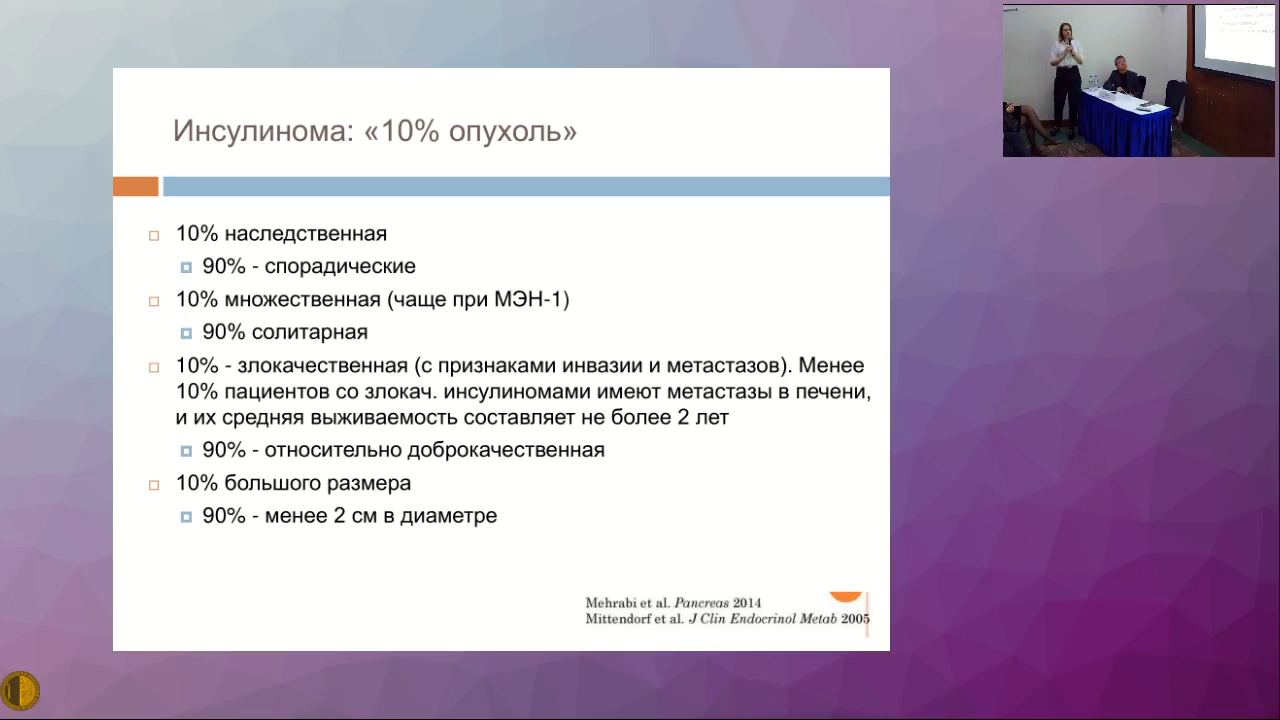 Инсулинома: «10% опухоль»
10% наследственная
90% - спорадические
10% множественная (чаще при МЭН-1)
90% солитарная
10% - злокачественная (с признаками инвазии и метастазов). Менее
10% пациентов со злокач. инсулиномами имеют метастазы в печени,
и их средняя выживаемость составляет не более 2 лет
90% - относительно доброкачественная
10% большого размера
90% - менее 2 см в диаметре
Mehrabi et al. Pancreas 2014
Mittendorf et al. J Clin Endocrinol Metab 2005